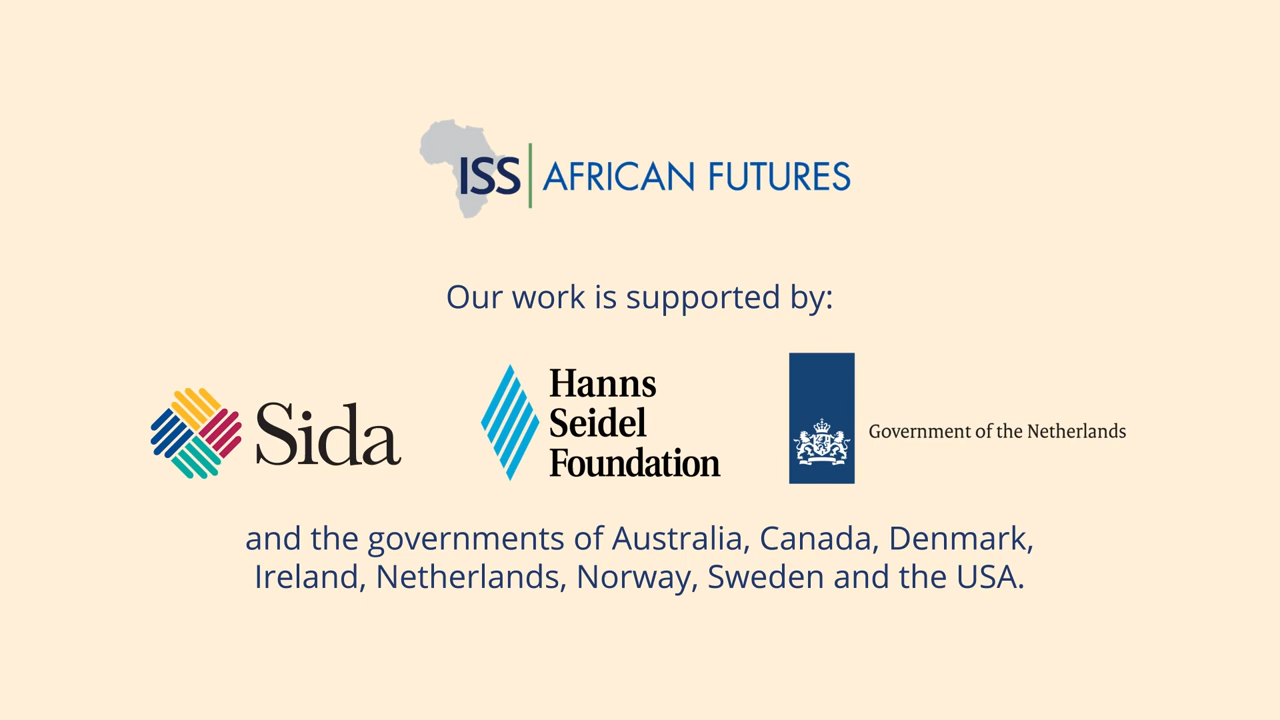 ISS AFRICAN FUTURES
Our work is supported by:
Sida
Hanns
Seidel
Foundation
Government of the Netherlands
and the governments of Australia, Canada, Denmark,
Ireland, Netherlands, Norway, Sweden and the USA.